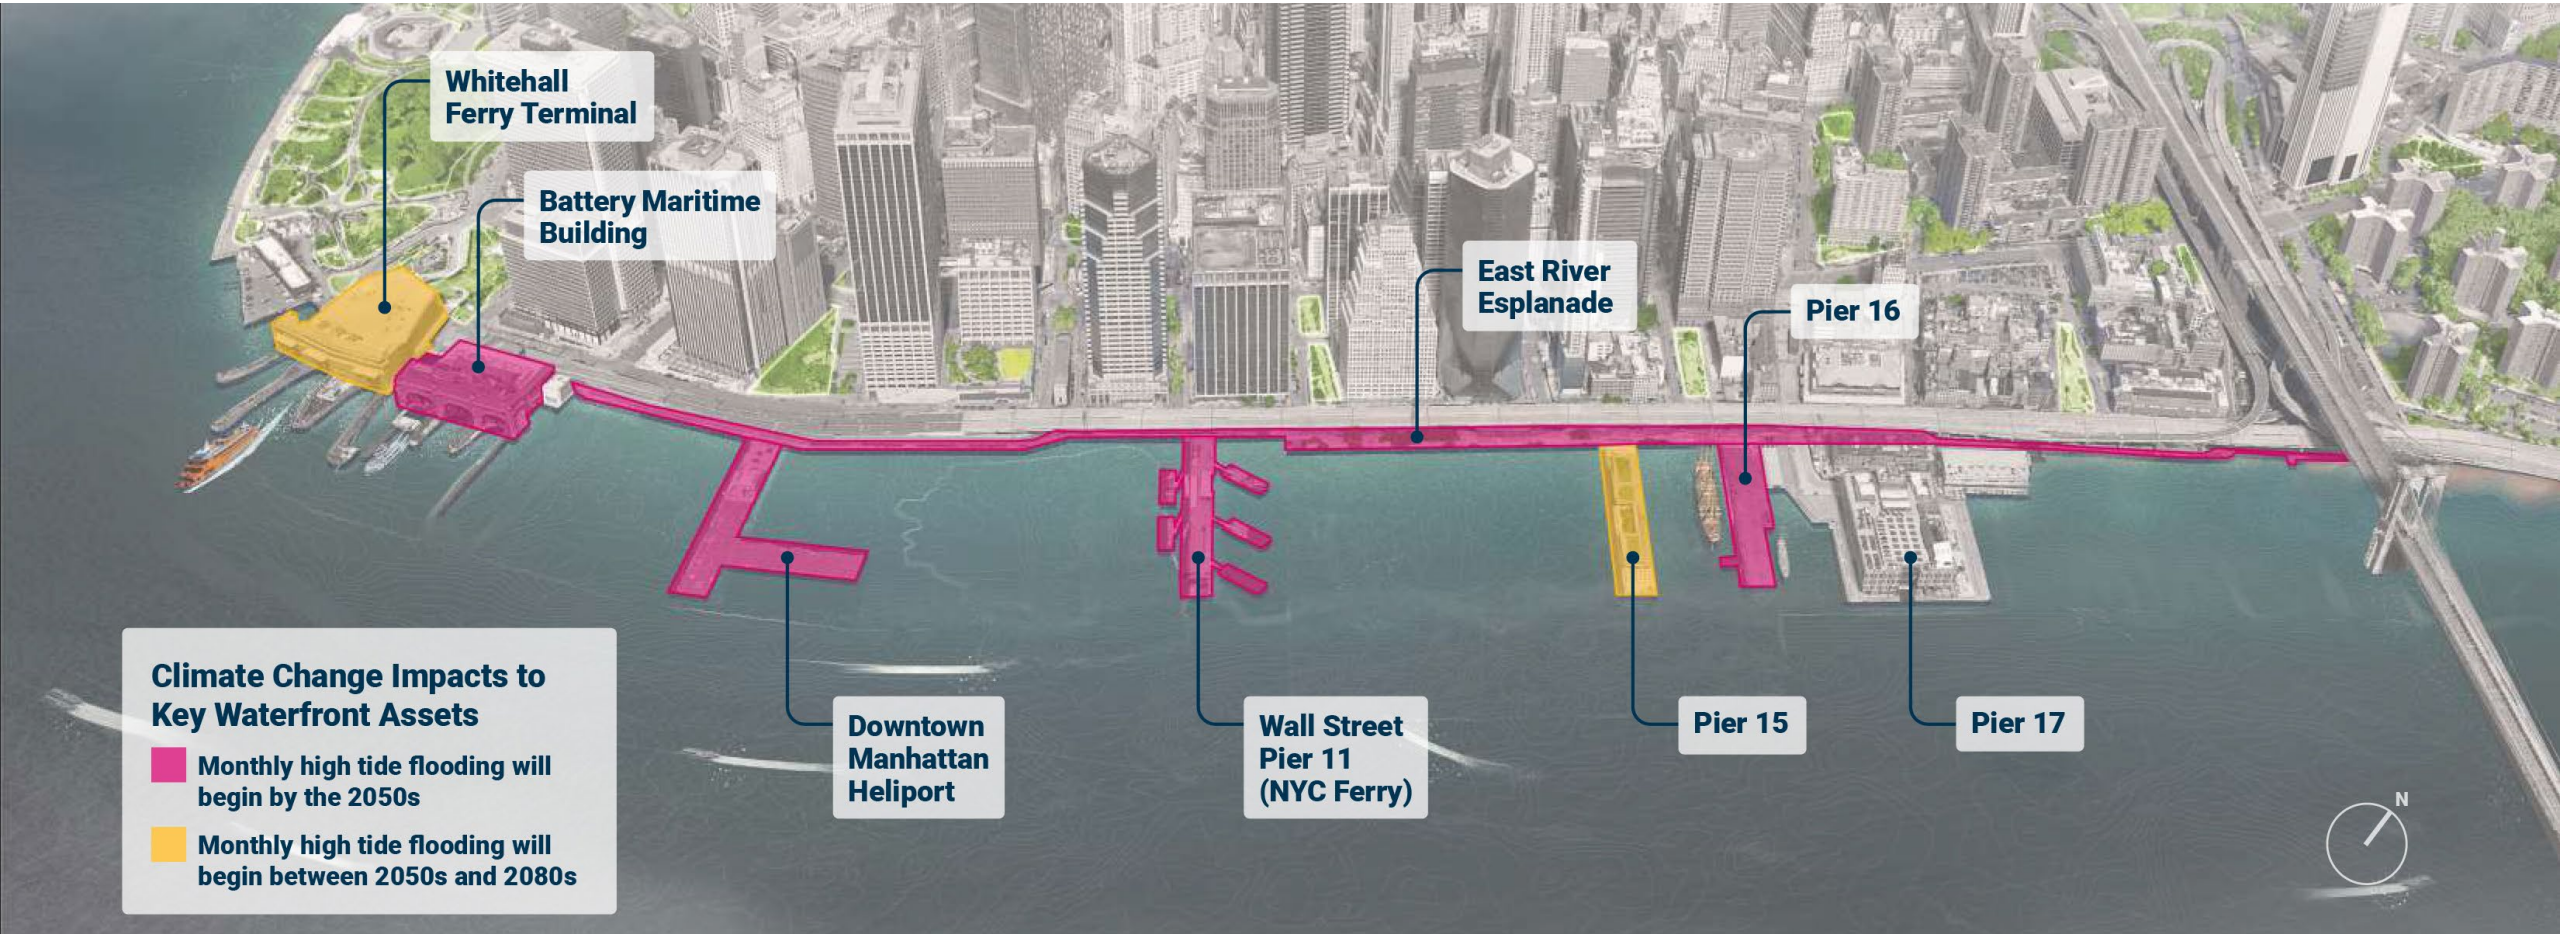 Whitehall
Ferry Terminal
Battery Maritime
Building
East River
Esplanade
Pier 16
Downtown
Manhattan
Heliport
Wall Street
Pier 11
(NYC Ferry)
Pier 15
Pier 17
Climate Change Impacts to
Key Waterfront Assets
Monthly high tide flooding will
begin by the 2050s
Monthly high tide flooding will
begin between 2050s and 2080s
N